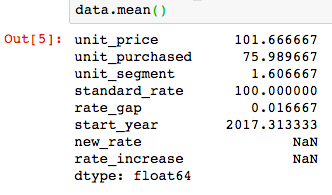 data.mean()
Out[5]: unit_price 101.666667
unit_purchased 75.989667
unit_segment 1.606667
standard_rate 100.000000
rate_gap 0.016667
start_year 2017.313333
new_rate NaN
rate_increase NaN
dtype: float64